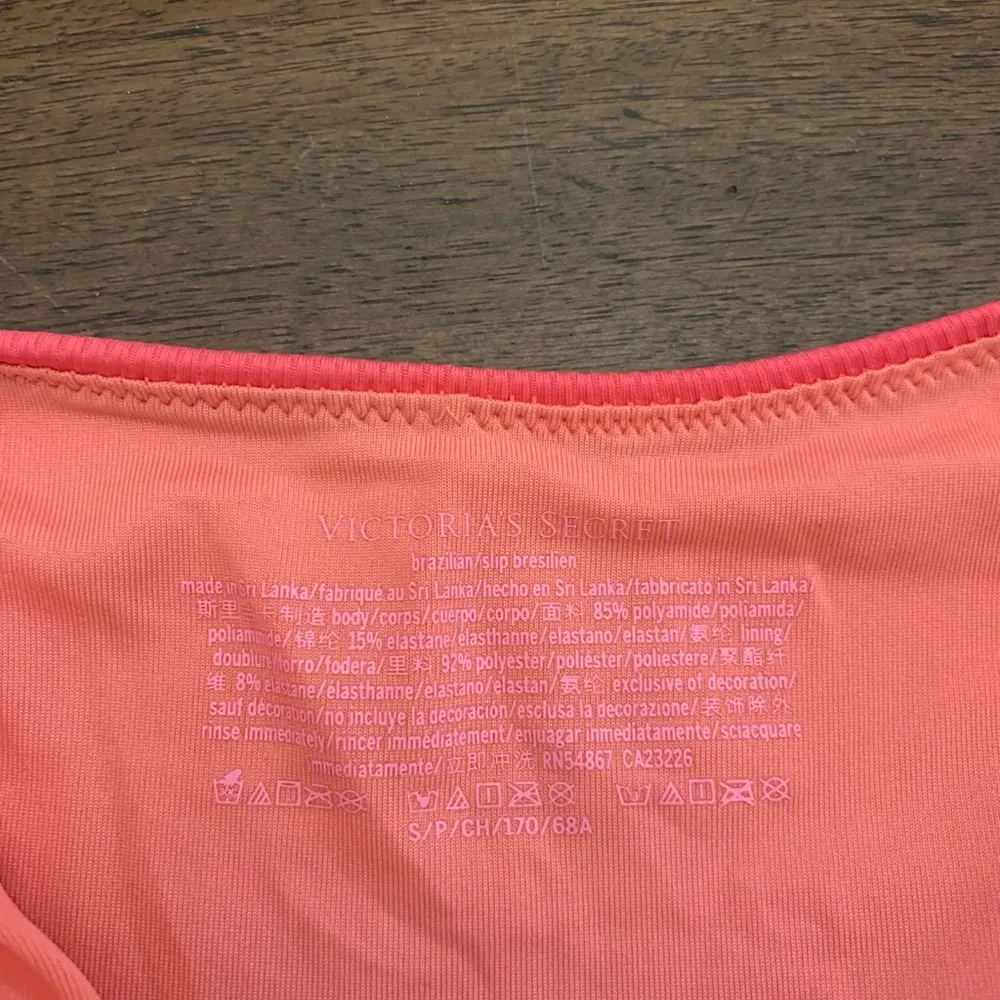 VICTORIA'S SECRET
brazilian/slip bresilien
made in Sri Lanka/fabriqué au Sri Lanka/hecho en Sri Lanka/fabbricato in Sri Lanka/
斯里兰卡制造 body/corps/cuerpo/corpo/面料 85% polyamide/poliamida/
poliammide/锦纶 15% elastane/elasthanne/elastano/elastan/氨纶 lining/
doublure/forro/fodera/里料 92% polyester/poliéster/poliestere/聚酯纤
维 8% elastane/élasthanne/elastano/elastan/氨纶 exclusive of decoration/
sauf décoration/no incluye la decoración/esclusa la decorazione/装饰除外
rinse immediately/rincer immédiatement/enjuagar inmediatamente/sciacquare
immediatamente/立即冲洗 RN54867 CA23226
S/P/CH/170/68A